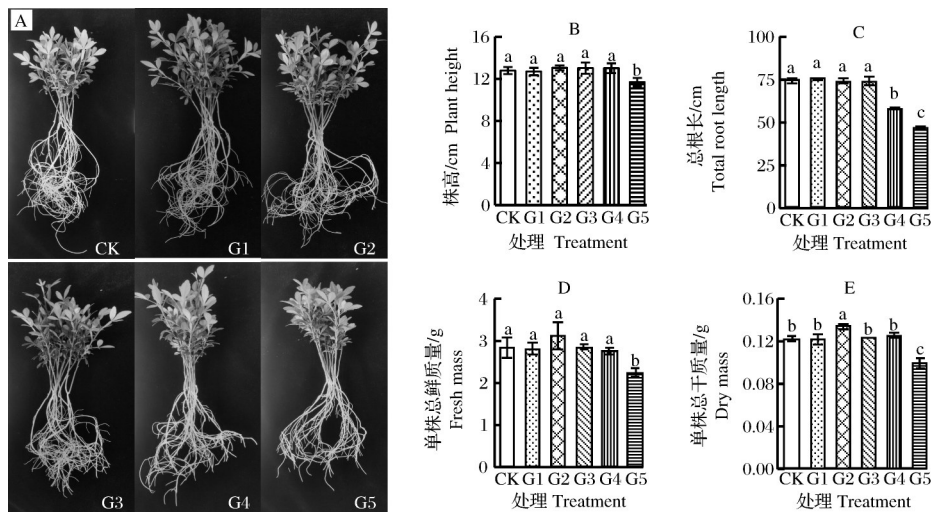 A
CK
G1
G2
G3
G4
G5
B
株高/cm Plant height
16
12
8
4
0
a
a
a
a
a
b
CK G1 G2 G3 G4 G5
处理 Treatment
C
总根长/cm
Total root length
100
75
50
25
0
a
a
a
a
b
c
CK G1 G2 G3 G4 G5
处理 Treatment
D
单株总鲜质量/g
Fresh mass
4
3
2
1
0
a
a
a
a
a
b
CK G1 G2 G3 G4 G5
处理 Treatment
E
单株总干质量/g
Dry mass
0.16
0.12
0.08
0.04
0.00
b
b
a
b
b
c
CK G1 G2 G3 G4 G5
处理 Treatment